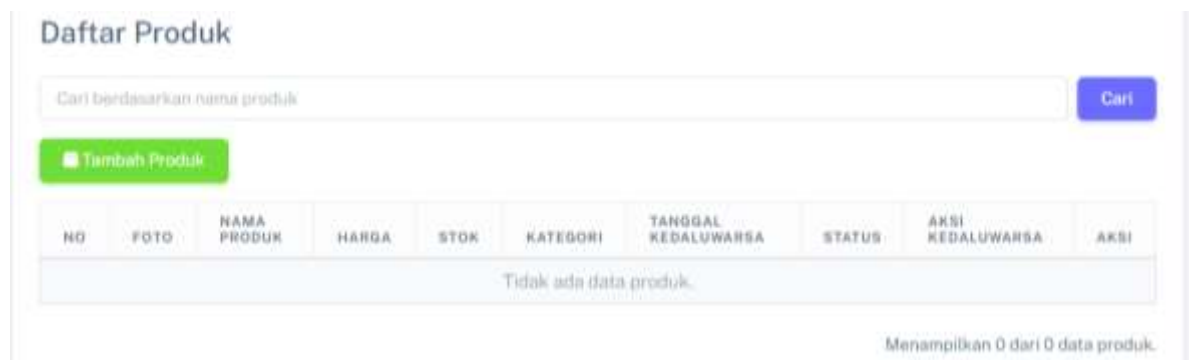 Daftar Produk
Cari berdasarkan nama produk
Cari
Tambah Produk
NO FOTO NAMA PRODUK HARGA STOK KATEGORI TANGGAL KEDALUWARSA STATUS AKSI KEDALUWARSA AKSI
Tidak ada data produk.
Menampilkan 0 dari 0 data produk.